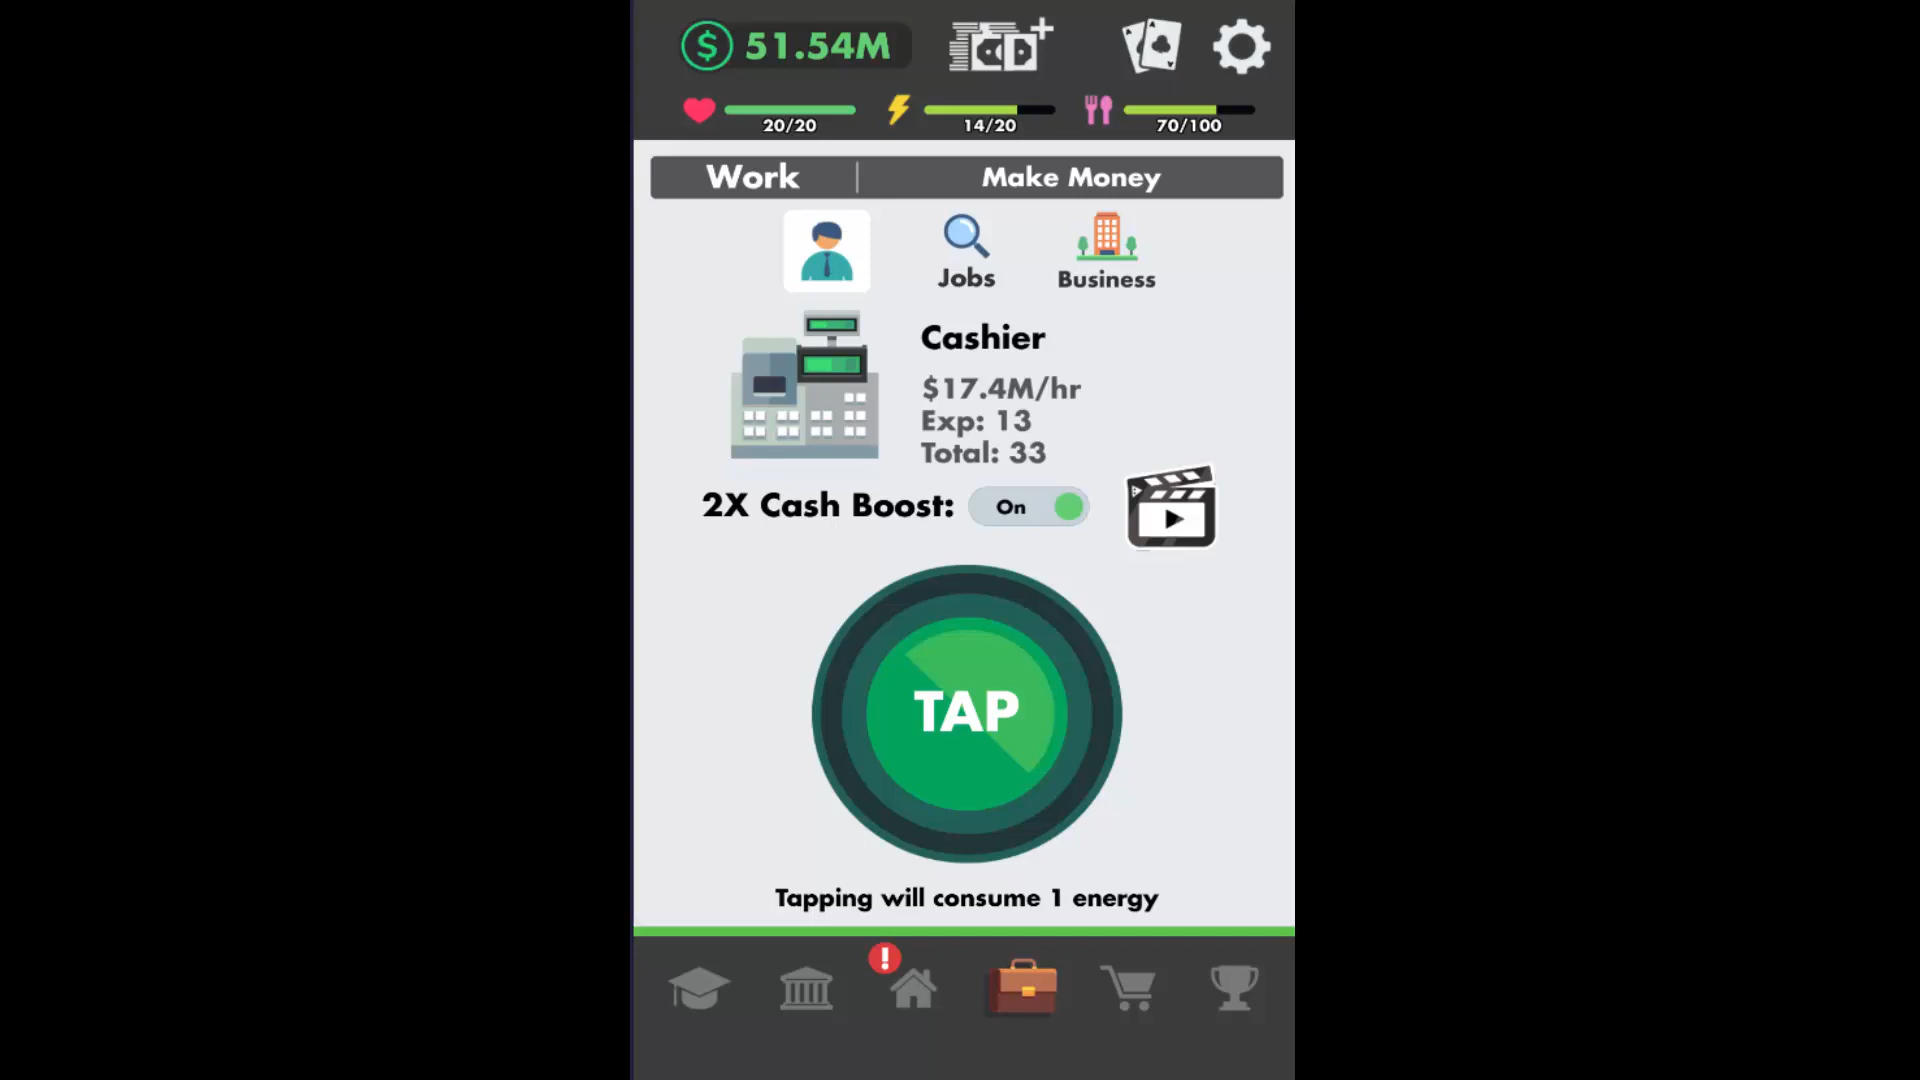 $ 51.54M
20/20 14/20 70/100
Work Make Money
Jobs Business
Cashier
$17.4M/hr
Exp: 13
Total: 33
2X Cash Boost: On
TAP
Tapping will consume 1 energy
!